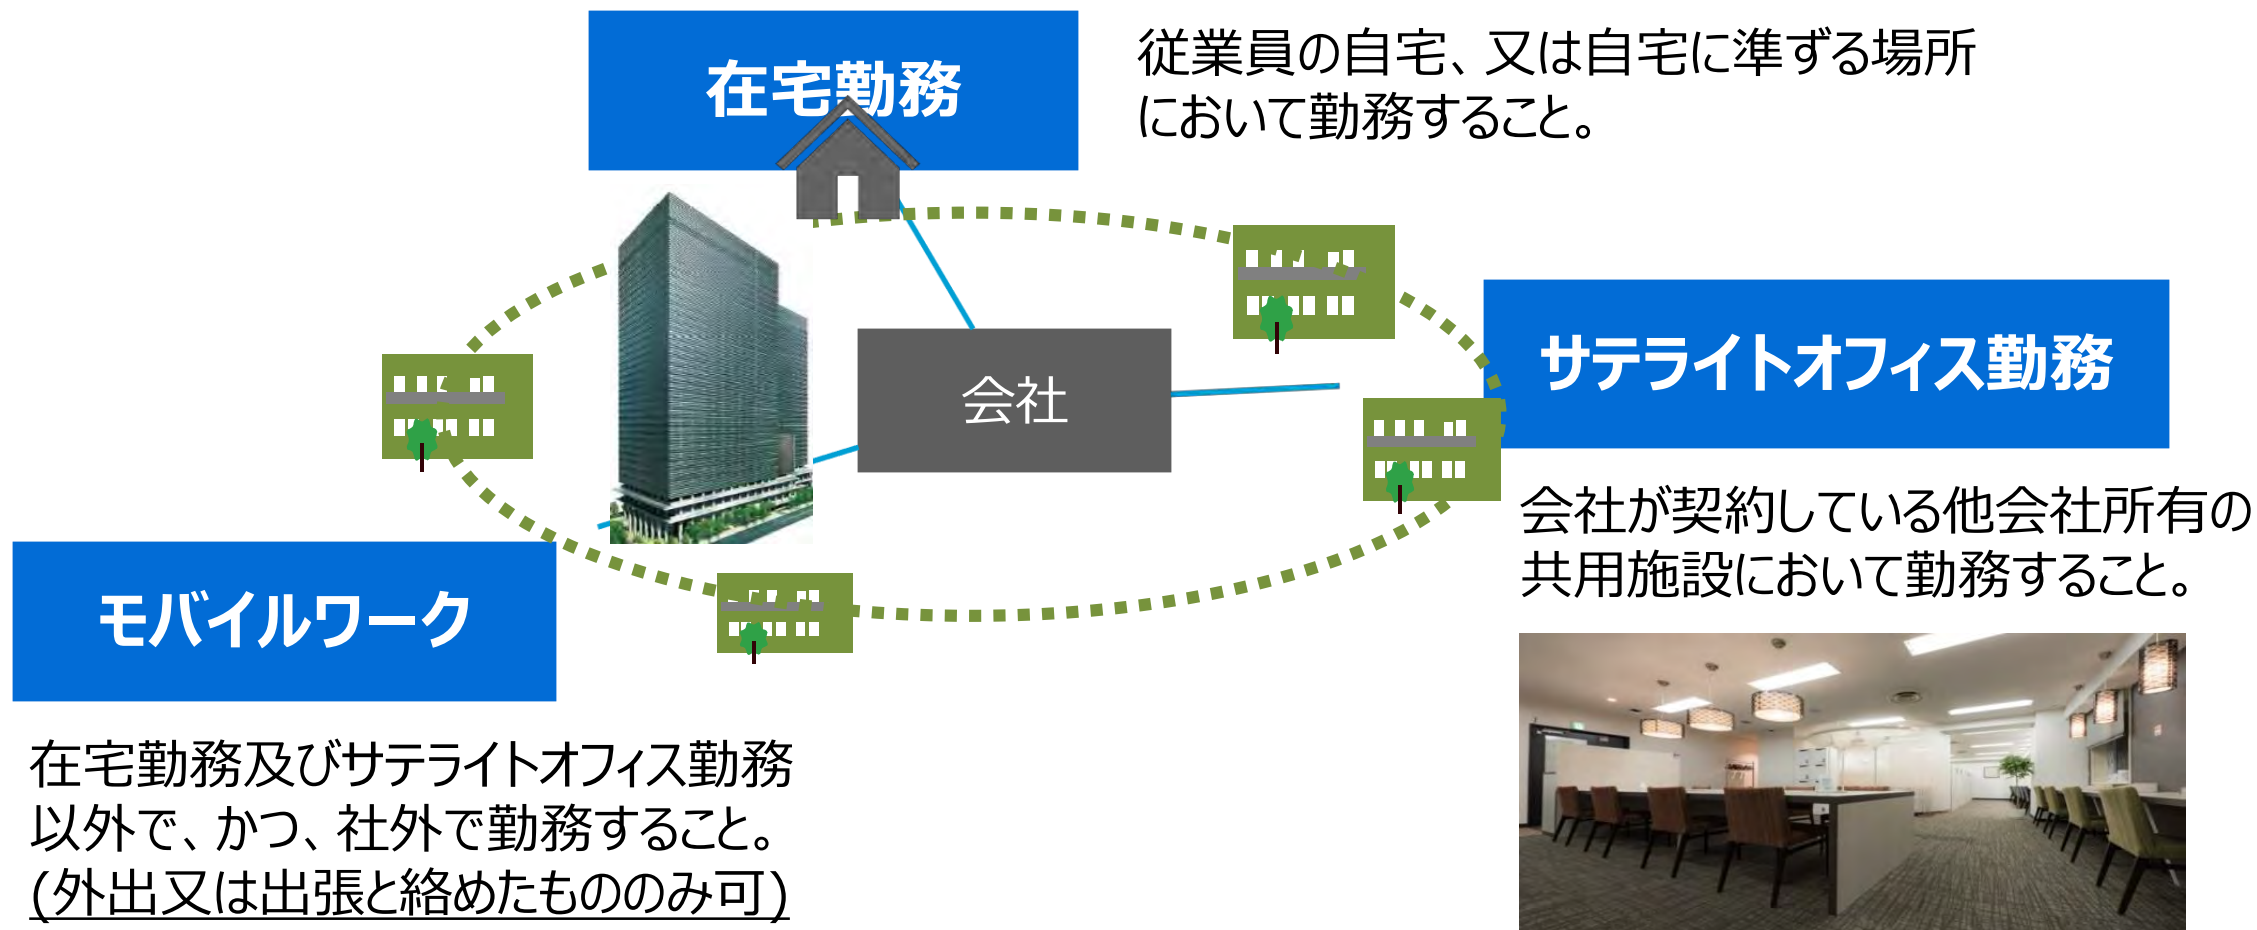 在宅勤務
従業員の自宅、又は自宅に準ずる場所
において勤務すること。
会社
サテライトオフィス勤務
会社が契約している他会社所有の
共用施設において勤務すること。
モバイルワーク
在宅勤務及びサテライトオフィス勤務
以外で、かつ、社外で勤務すること。
(外出又は出張と絡めたもののみ可)